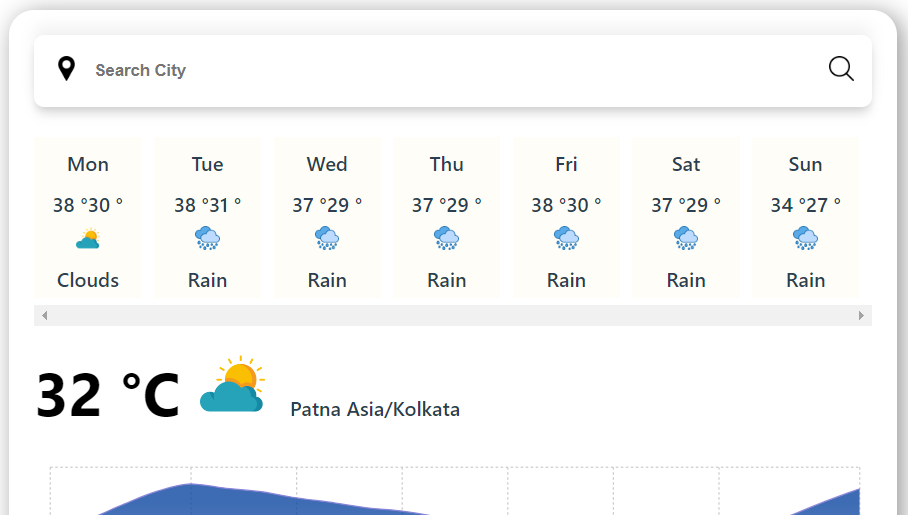 Search City
Mon Tue Wed Thu Fri Sat Sun
38 °30 ° 38 °31 ° 37 °29 ° 37 °29 ° 38 °30 ° 37 °29 ° 34 °27 °
Clouds Rain Rain Rain Rain Rain Rain
32 °C Patna Asia/Kolkata